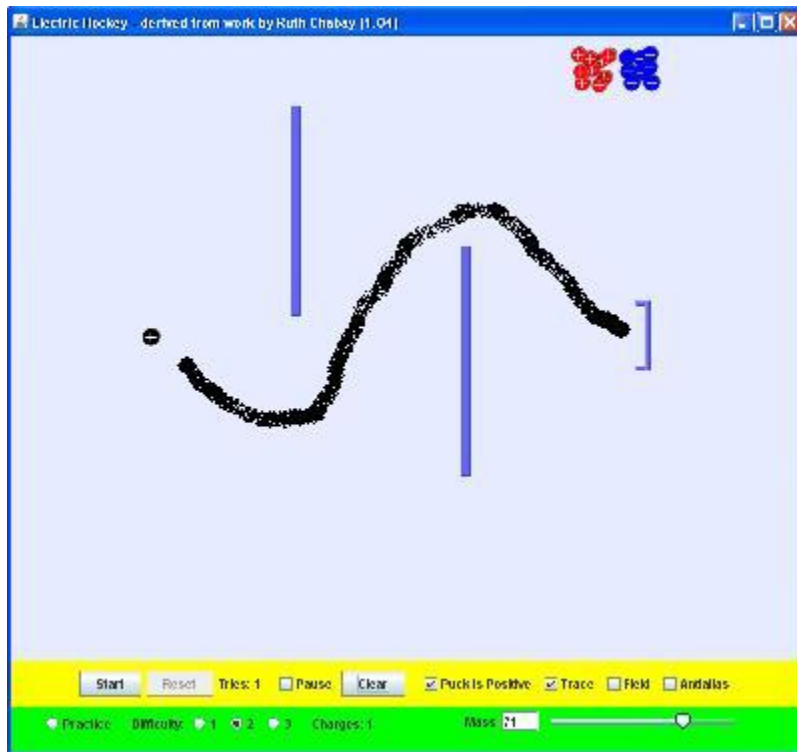 Electric Hockey - derived from work by Ruth Chabay (1.04)
Start Reset Tries: 1 Pause Clear Puck is Positive Trace Field Antialias
Practice Difficulty: 1 2 3 Charges: 1 Mass 21